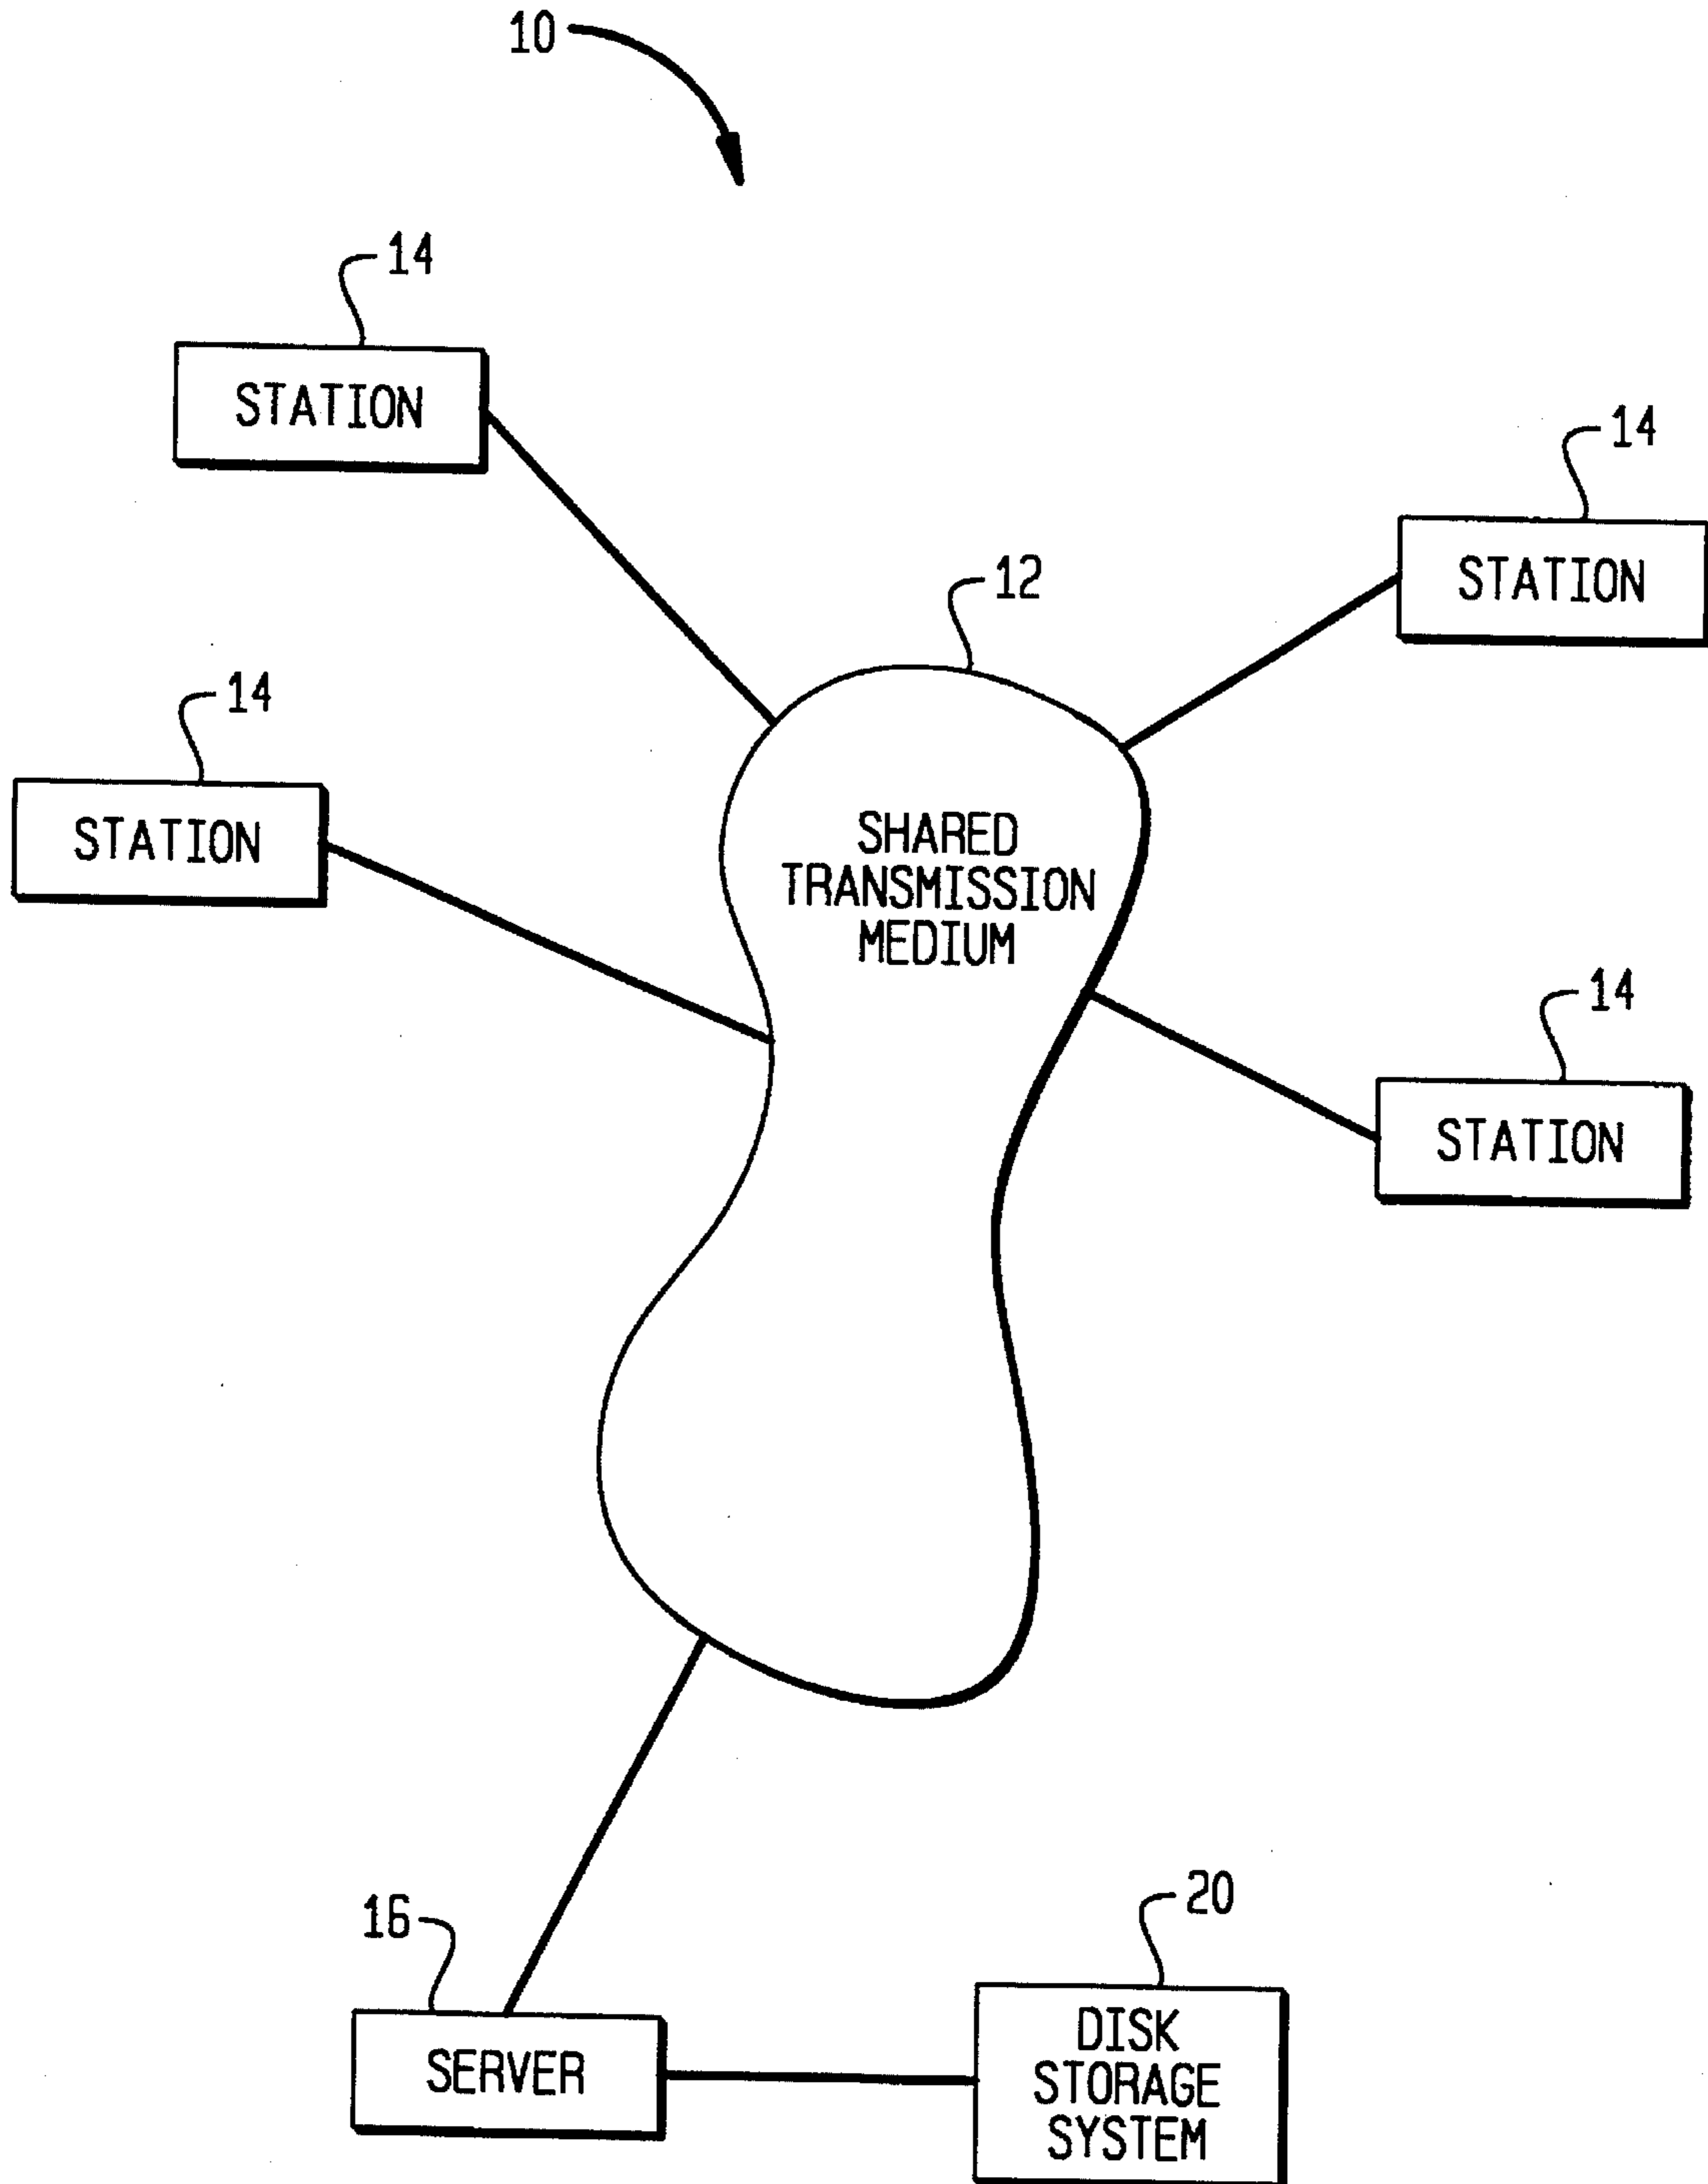 10
14
STATION
14
STATION
12
14
STATION
SHARED
TRANSMISSION
MEDIUM
14
STATION
16
SERVER
20
DISK
STORAGE
SYSTEM